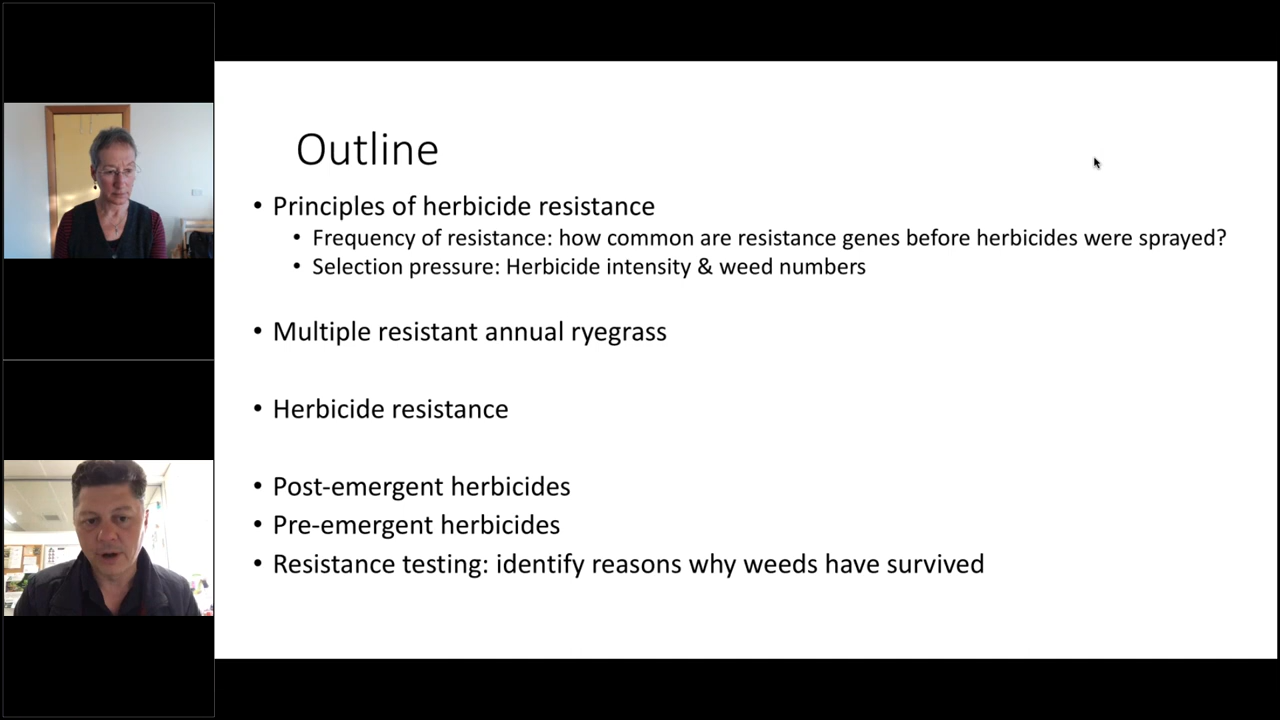 Outline
• Principles of herbicide resistance
• Frequency of resistance: how common are resistance genes before herbicides were sprayed?
• Selection pressure: Herbicide intensity & weed numbers
• Multiple resistant annual ryegrass
• Herbicide resistance
• Post-emergent herbicides
• Pre-emergent herbicides
• Resistance testing: identify reasons why weeds have survived